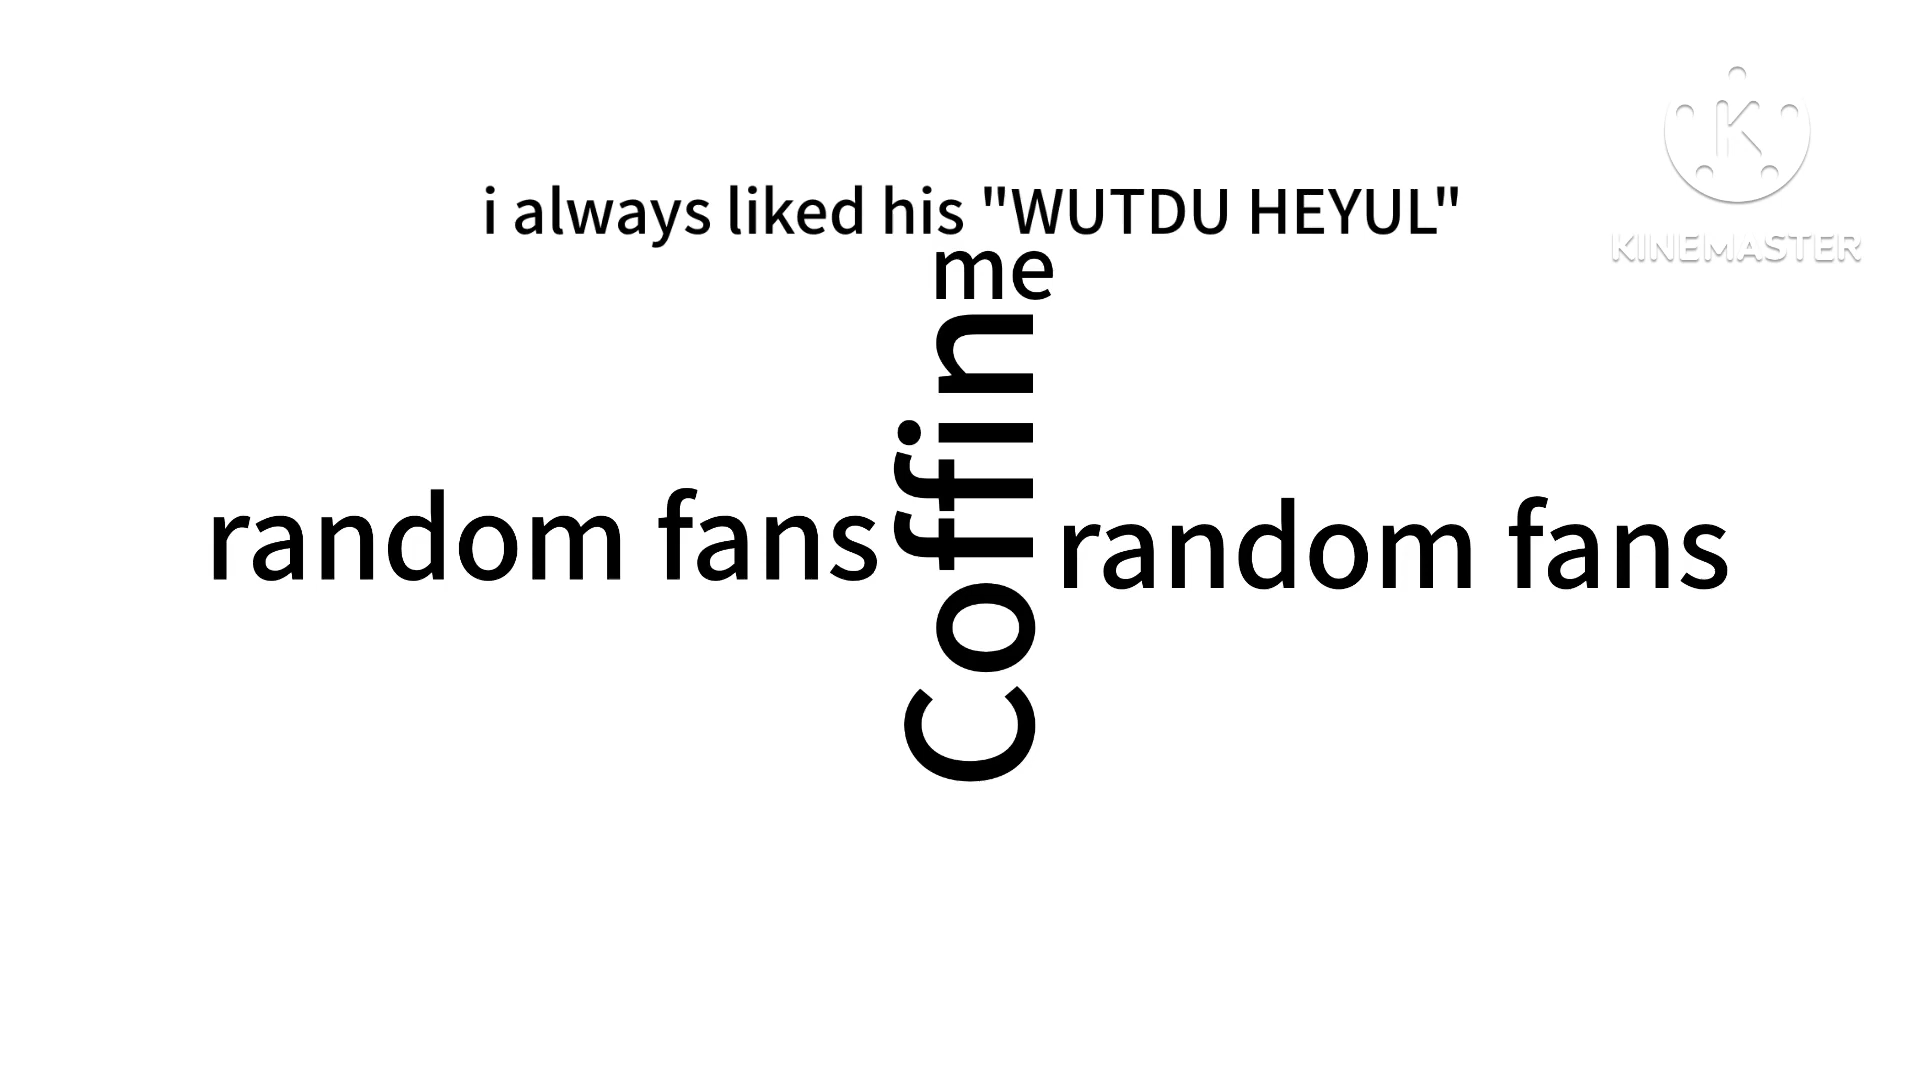 i always liked his "WUTDU HEYUL"
me
Coffin
random fans
random fans
KINEMASTER